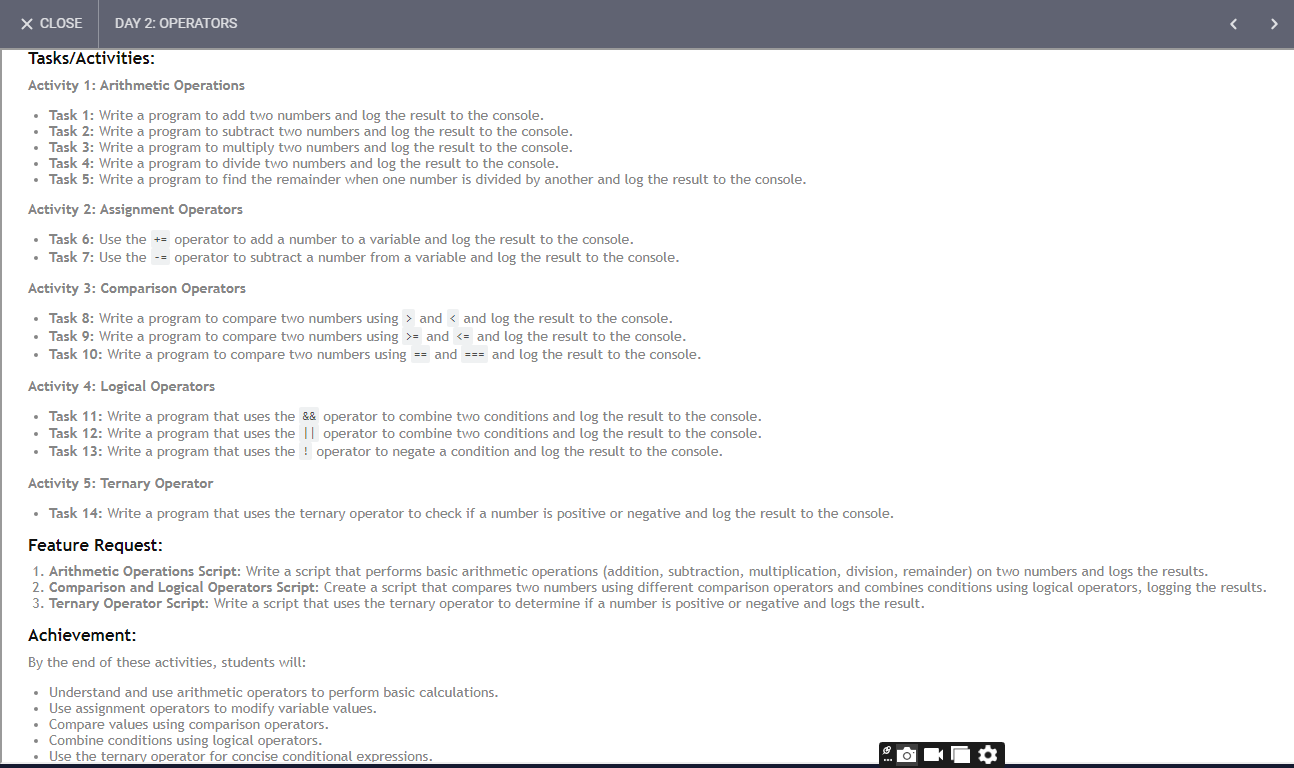 CLOSE DAY 2: OPERATORS
Tasks/Activities:
Activity 1: Arithmetic Operations
• Task 1: Write a program to add two numbers and log the result to the console.
• Task 2: Write a program to subtract two numbers and log the result to the console.
• Task 3: Write a program to multiply two numbers and log the result to the console.
• Task 4: Write a program to divide two numbers and log the result to the console.
• Task 5: Write a program to find the remainder when one number is divided by another and log the result to the console.
Activity 2: Assignment Operators
• Task 6: Use the += operator to add a number to a variable and log the result to the console.
• Task 7: Use the -= operator to subtract a number from a variable and log the result to the console.
Activity 3: Comparison Operators
• Task 8: Write a program to compare two numbers using > and < and log the result to the console.
• Task 9: Write a program to compare two numbers using >= and <= and log the result to the console.
• Task 10: Write a program to compare two numbers using == and === and log the result to the console.
Activity 4: Logical Operators
• Task 11: Write a program that uses the && operator to combine two conditions and log the result to the console.
• Task 12: Write a program that uses the || operator to combine two conditions and log the result to the console.
• Task 13: Write a program that uses the ! operator to negate a condition and log the result to the console.
Activity 5: Ternary Operator
• Task 14: Write a program that uses the ternary operator to check if a number is positive or negative and log the result to the console.
Feature Request:
1. Arithmetic Operations Script: Write a script that performs basic arithmetic operations (addition, subtraction, multiplication, division, remainder) on two numbers and logs the results.
2. Comparison and Logical Operators Script: Create a script that compares two numbers using different comparison operators and combines conditions using logical operators, logging the results.
3. Ternary Operator Script: Write a script that uses the ternary operator to determine if a number is positive or negative and logs the result.
Achievement:
By the end of these activities, students will:
• Understand and use arithmetic operators to perform basic calculations.
• Use assignment operators to modify variable values.
• Compare values using comparison operators.
• Combine conditions using logical operators.
• Use the ternary operator for concise conditional expressions.